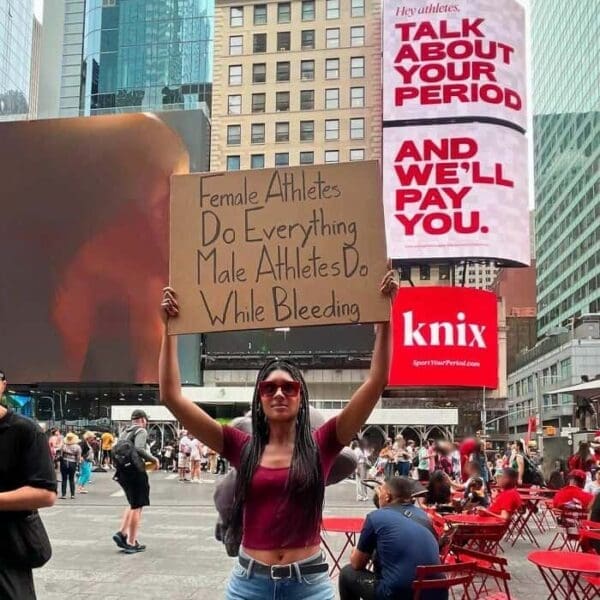 Hey athletes,
TALK
ABOUT
YOUR
PERIOD
AND
WE'LL
PAY
YOU.
Female Athletes
Do Everything
Male Athletes Do
While Bleeding
knix
SportYourPeriod.com